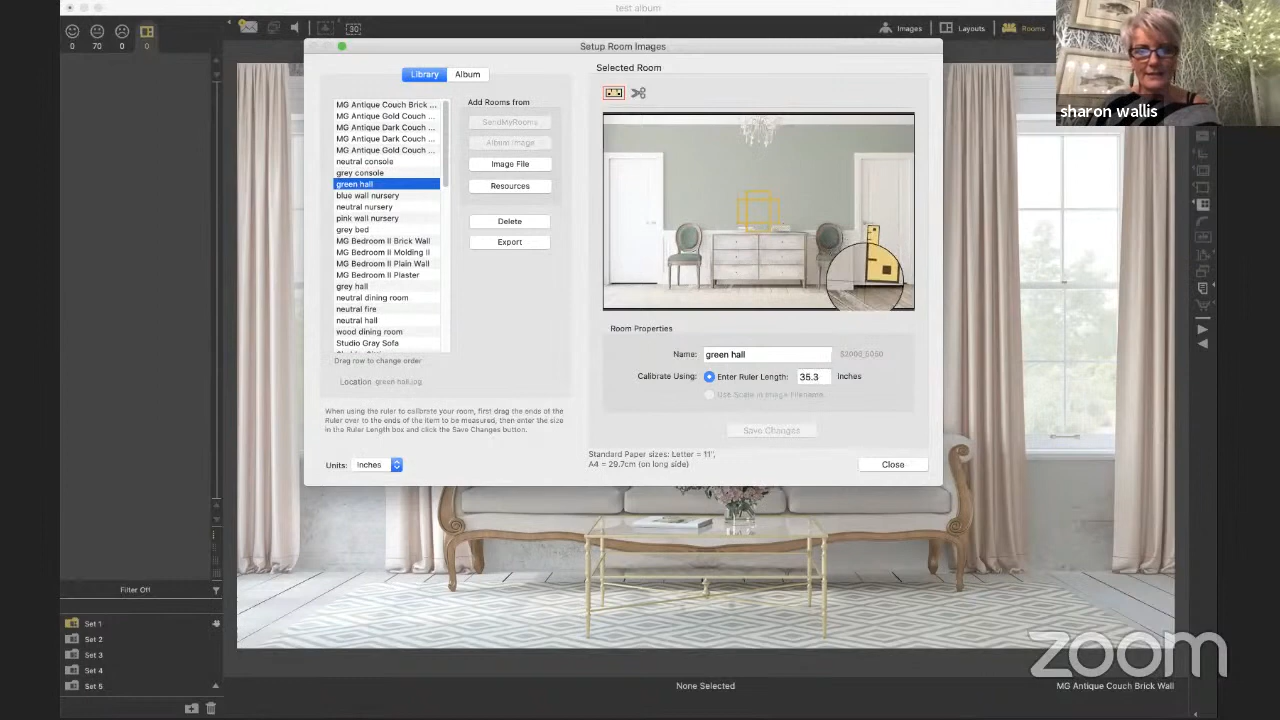 test album
0
70
0
0
30
Images
Layouts
Rooms
sharon wallis
Setup Room Images
Library
Album
MG Antique Couch Brick ...
MG Antique Gold Couch ...
MG Antique Dark Couch ...
MG Antique Dark Couch ...
MG Antique Gold Couch ...
neutral console
grey console
green hall
blue wall nursery
neutral nursery
pink wall nursery
grey bed
MG Bedroom II Brick Wall
MG Bedroom II Molding II
MG Bedroom II Plain Wall
MG Bedroom II Plaster
grey hall
neutral dining room
neutral fire
neutral hall
wood dining room
Studio Gray Sofa
Drag row to change order
Location green hall.jpg
Add Rooms from
SendMyRooms
Album Image
Image File
Resources
Delete
Export
When using the ruler to calibrate your room, first drag the ends of the
Ruler over to the ends of the item to be measured, then enter the size
in the Ruler Length box and click the Save Changes button.
Units: Inches
Selected Room
Room Properties
Name: green hall
Calibrate Using: Enter Ruler Length: 35.3 Inches
Use Scale in Image Filename
Save Changes
Standard Paper sizes: Letter = 11",
A4 = 29.7cm (on long side)
Close
Filter Off
Set 1
Set 2
Set 3
Set 4
Set 5
None Selected
MG Antique Couch Brick Wall
zoom